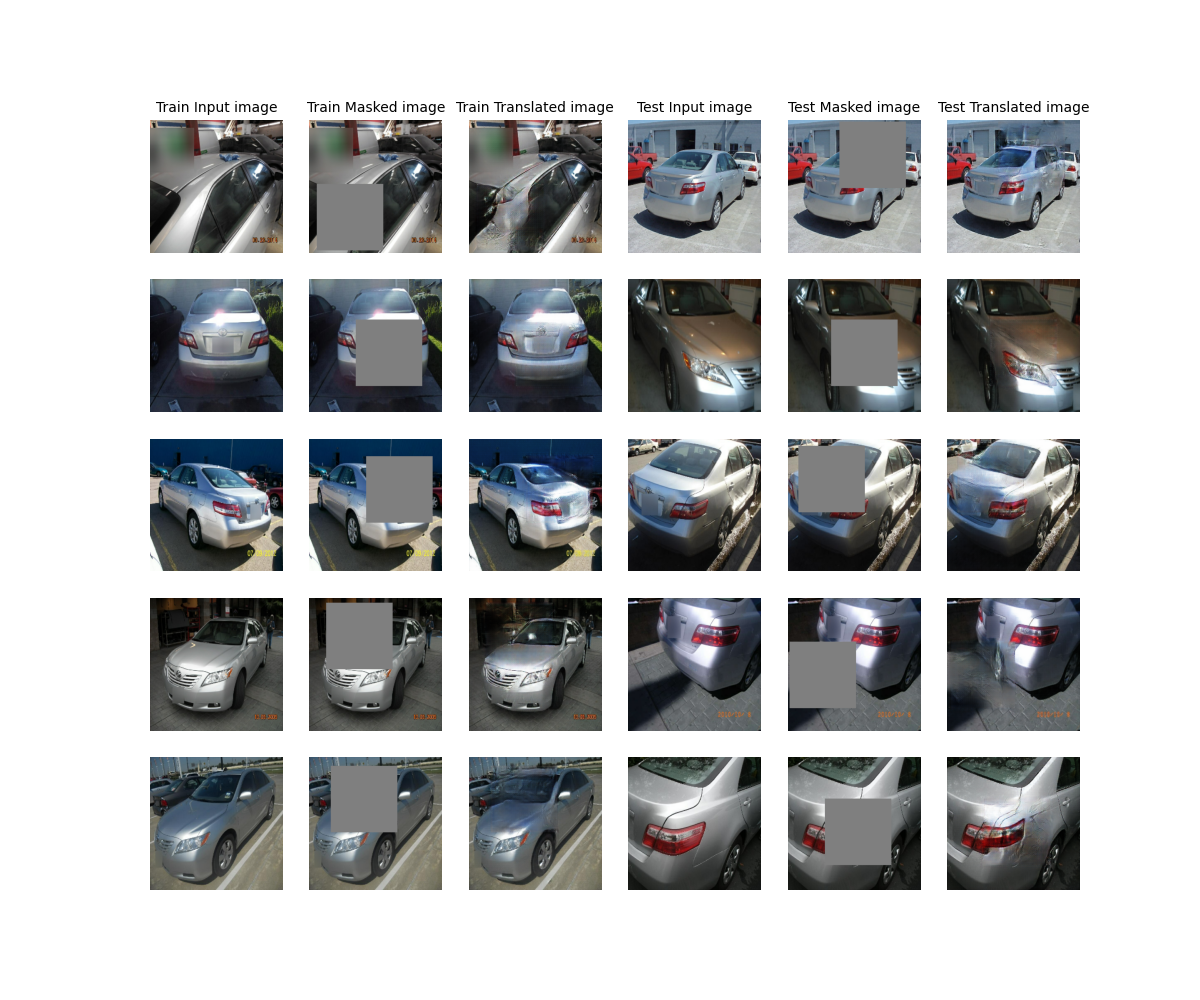 Train Input image
Train Masked image
Train Translated image
Test Input image
Test Masked image
Test Translated image